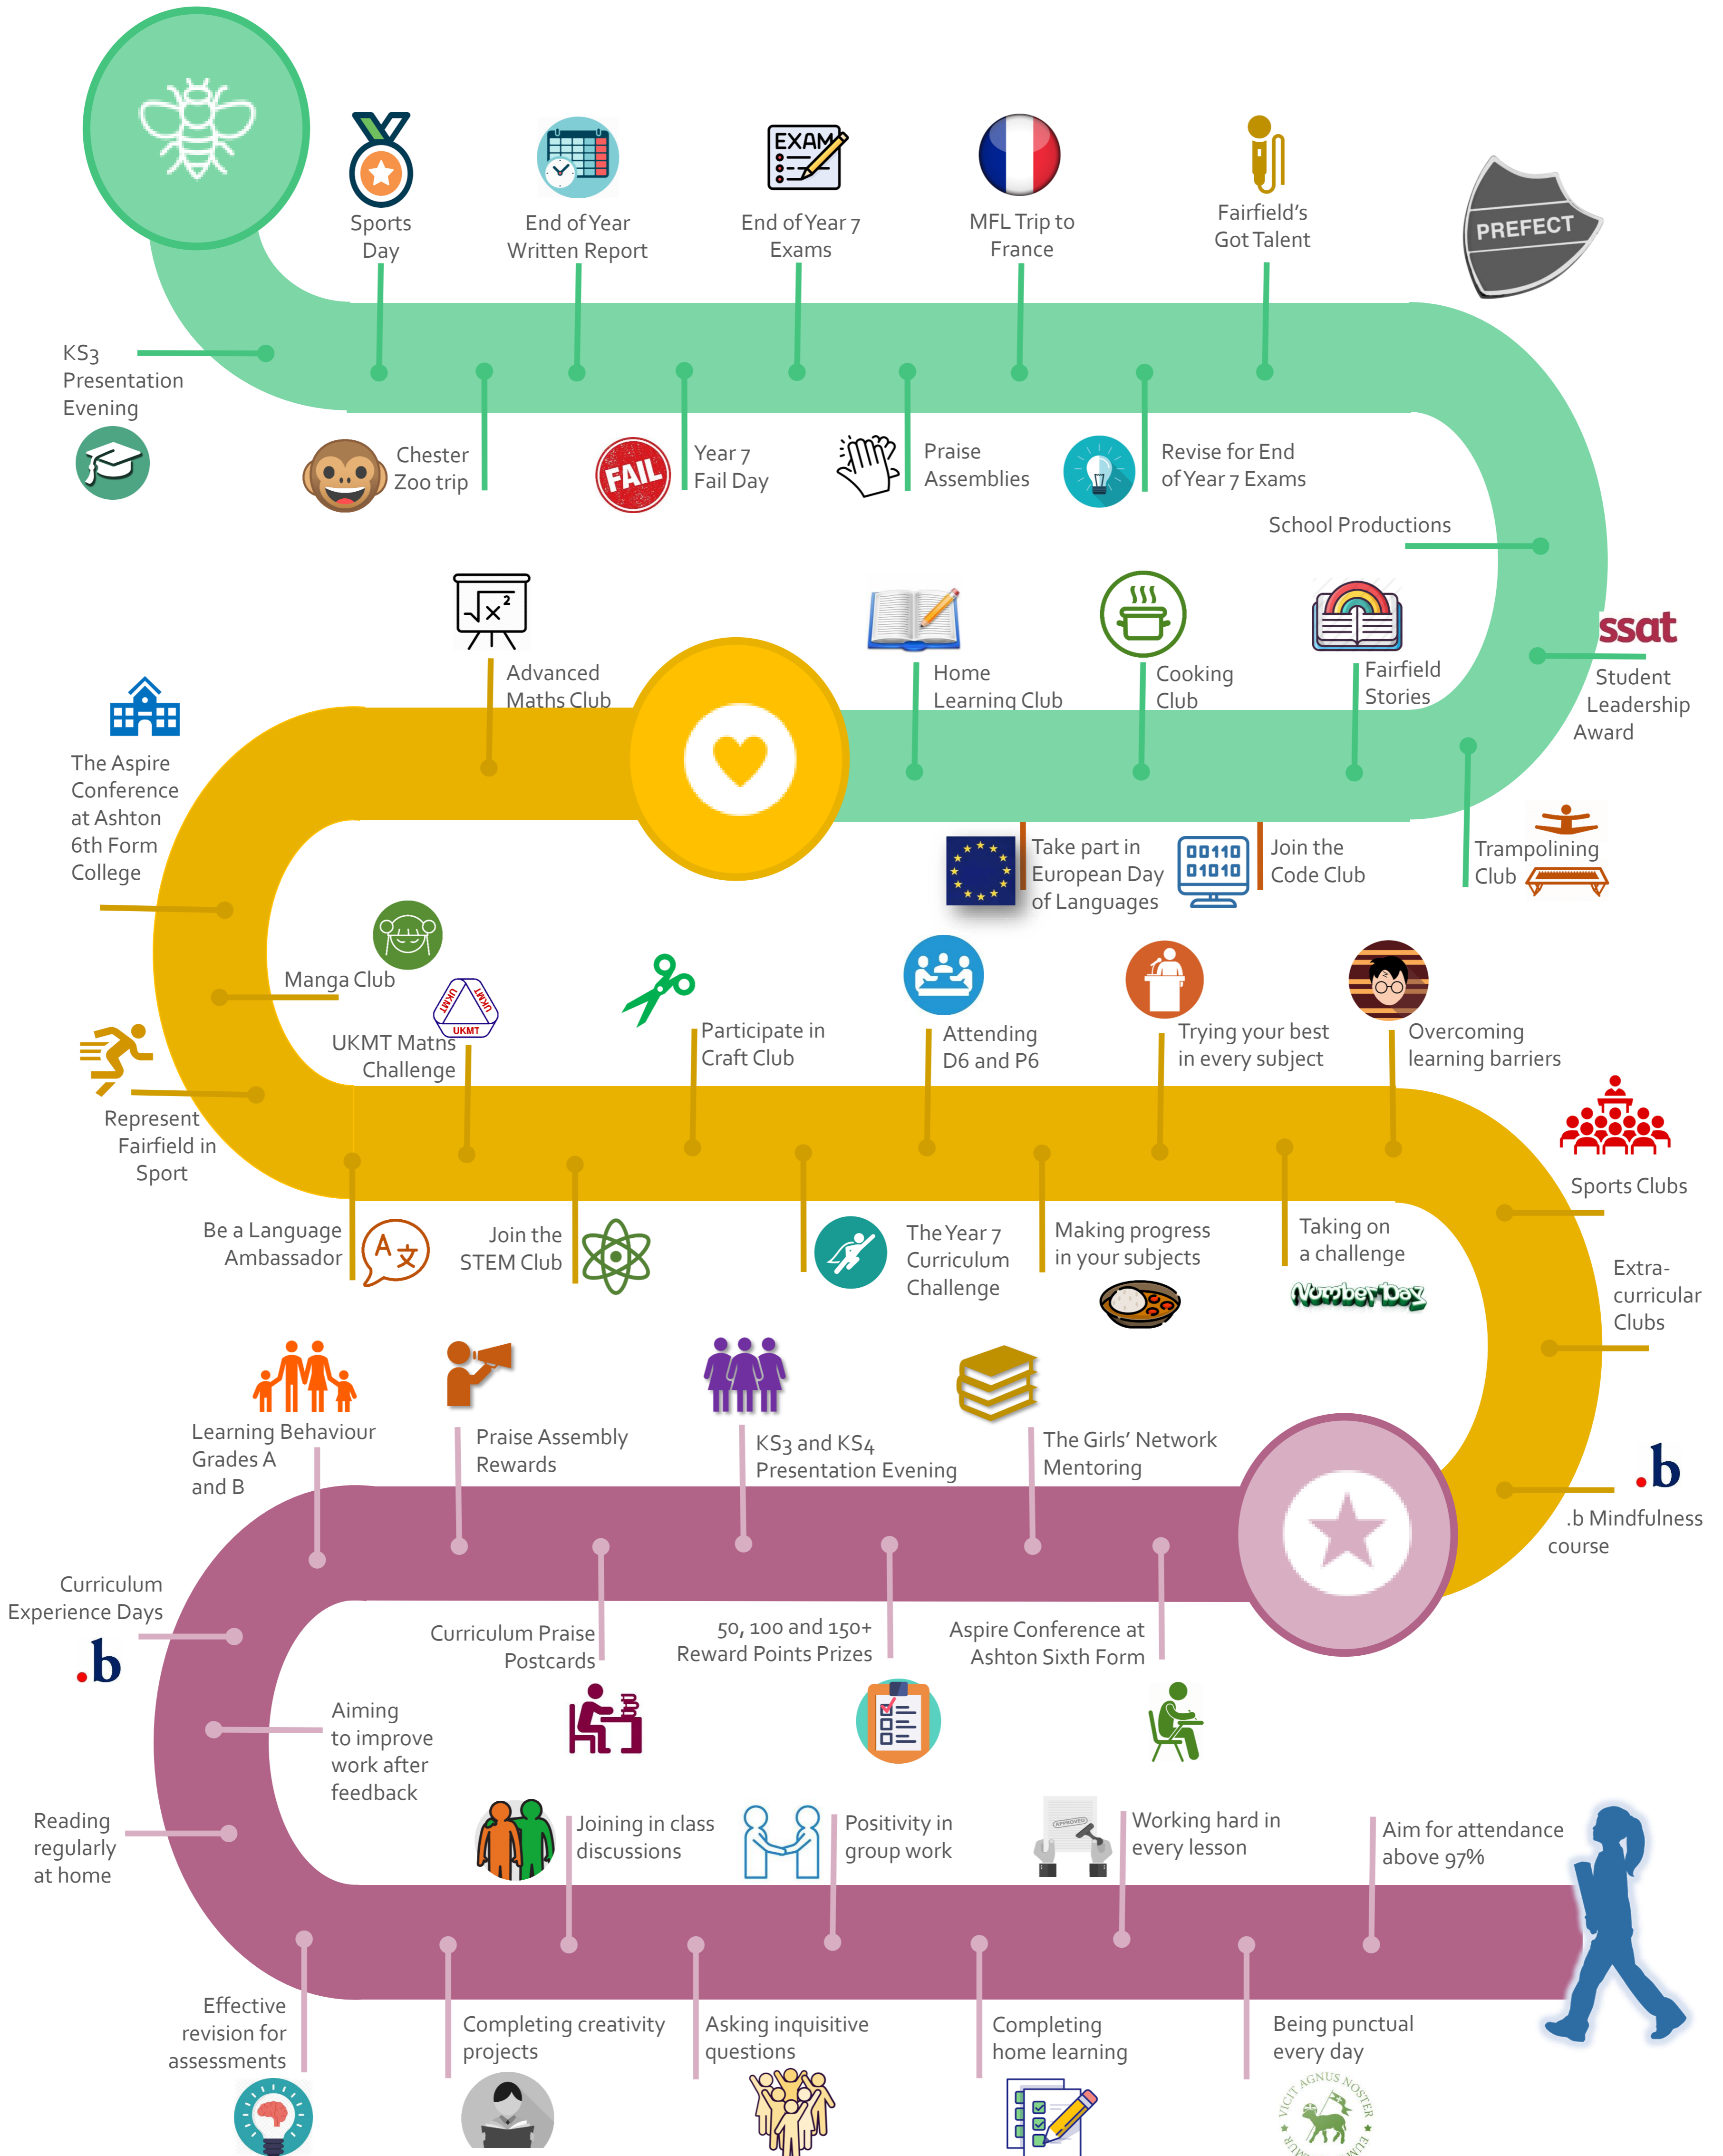 EXAM
Sports
Day
End of Year
Written Report
End of Year 7
Exams
MFL Trip to
France
Fairfield's
Got Talent
PREFECT
KS3
Presentation
Evening
Chester
Zoo trip
FAIL
Year 7
Fail Day
Praise
Assemblies
Revise for End
of Year 7 Exams
School Productions
√x²
Advanced
Maths Club
Home
Learning Club
Cooking
Club
Fairfield
Stories
ssat
Student
Leadership
Award
The Aspire
Conference
at Ashton
6th Form
College
Take part in
European Day
of Languages
00110
01010
Join the
Code Club
Trampolining
Club
Manga Club
UKMT
UKMT
UKMT
UKMT Maths
Challenge
Participate in
Craft Club
Attending
D6 and P6
Trying your best
in every subject
Overcoming
learning barriers
Represent
Fairfield in
Sport
Sports Clubs
Be a Language
Ambassador
A 文
Join the
STEM Club
The Year 7
Curriculum
Challenge
Making progress
in your subjects
Taking on
a challenge
Number Day
Extra-
curricular
Clubs
Learning Behaviour
Grades A
and B
Praise Assembly
Rewards
KS3 and KS4
Presentation Evening
The Girls' Network
Mentoring
.b
.b Mindfulness
course
Curriculum
Experience Days
.b
Curriculum Praise
Postcards
50, 100 and 150+
Reward Points Prizes
Aspire Conference at
Ashton Sixth Form
Aiming
to improve
work after
feedback
Reading
regularly
at home
Joining in class
discussions
Positivity in
group work
APPROVED
Working hard in
every lesson
Aim for attendance
above 97%
Effective
revision for
assessments
Completing creativity
projects
Asking inquisitive
questions
Completing
home learning
Being punctual
every day
VICIT AGNUS NOSTER